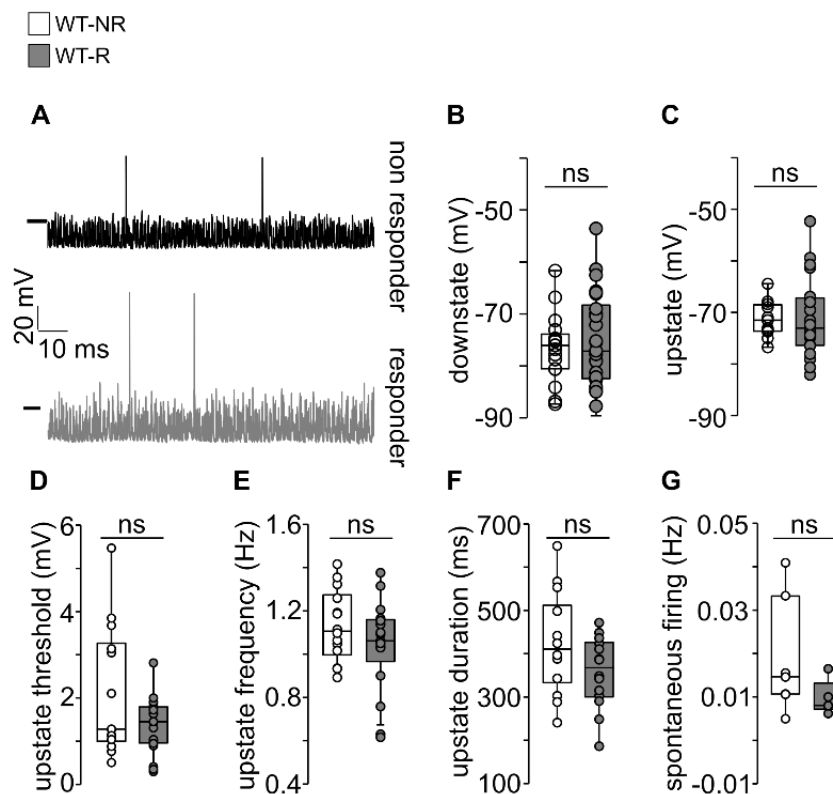 WT-NR
WT-R
A
non responder
responder
20 mV
10 ms
B
ns
downstate (mV)
-50
-70
-90
C
ns
upstate (mV)
-50
-70
-90
D
ns
upstate threshold (mV)
6
4
2
0
E
ns
upstate frequency (Hz)
1.6
1.2
0.8
0.4
F
ns
upstate duration (ms)
700
500
300
100
G
ns
spontaneous firing (Hz)
0.05
0.03
0.01
-0.01